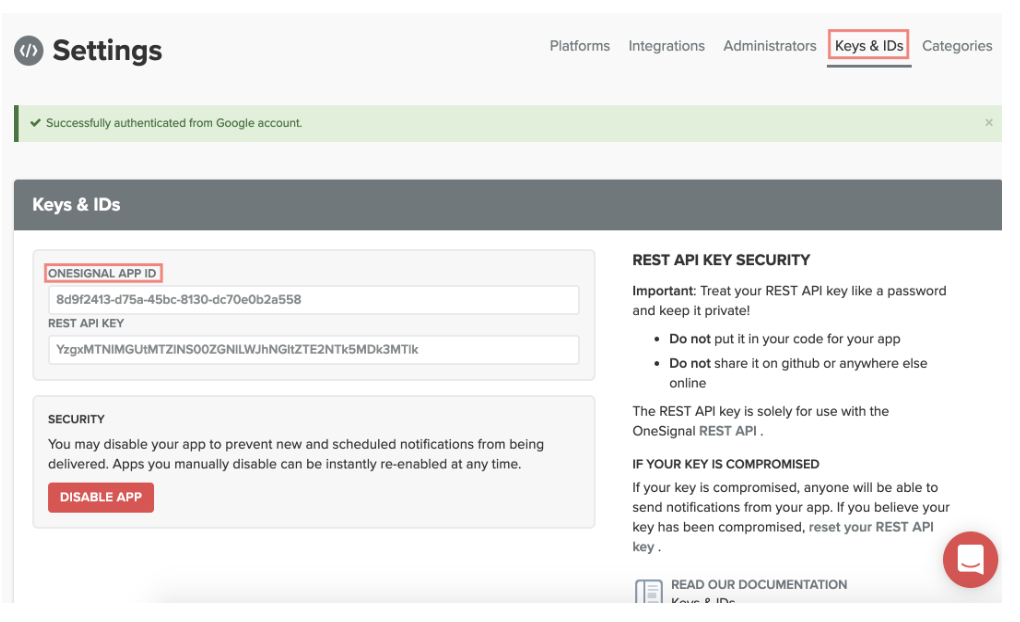 Settings
Platforms Integrations Administrators Keys & IDs Categories
✔ Successfully authenticated from Google account. ×
Keys & IDs
ONESIGNAL APP ID
8d9f2413-d75a-45bc-8130-dc70e0b2a558
REST API KEY
YzgxMTNlMGUtMTZlNS00ZGNlLWJhNGItZTE2NTk5MDk3MTlk
SECURITY
You may disable your app to prevent new and scheduled notifications from being
delivered. Apps you manually disable can be instantly re-enabled at any time.
DISABLE APP
REST API KEY SECURITY
Important: Treat your REST API key like a password
and keep it private!
• Do not put it in your code for your app
• Do not share it on github or anywhere else
online
The REST API key is solely for use with the
OneSignal REST API .
IF YOUR KEY IS COMPROMISED
If your key is compromised, anyone will be able to
send notifications from your app. If you believe your
key has been compromised, reset your REST API
key .
READ OUR DOCUMENTATION
Keys & IDs